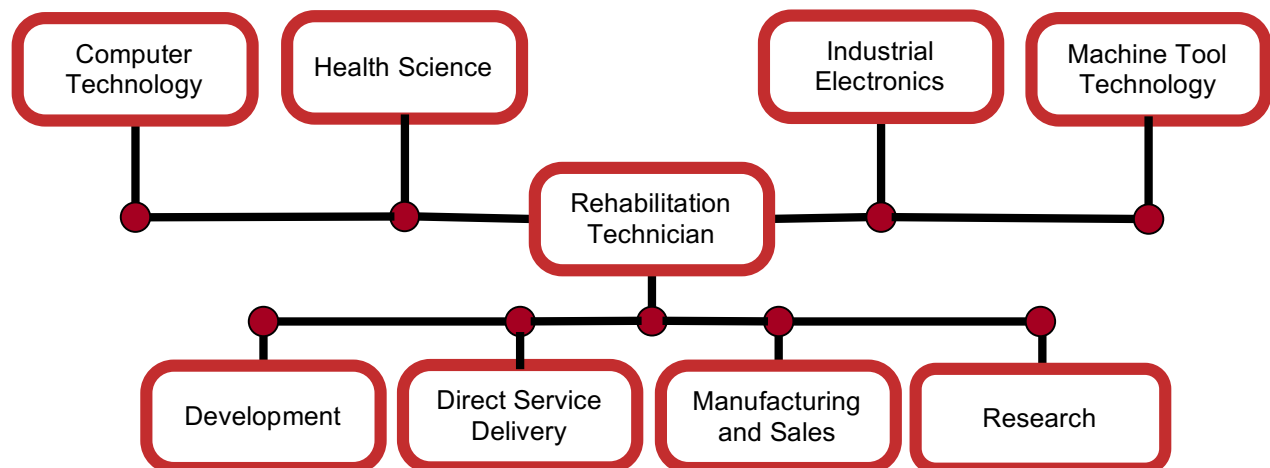 Computer
Technology
Health Science
Industrial
Electronics
Machine Tool
Technology
Rehabilitation
Technician
Development
Direct Service
Delivery
Manufacturing
and Sales
Research